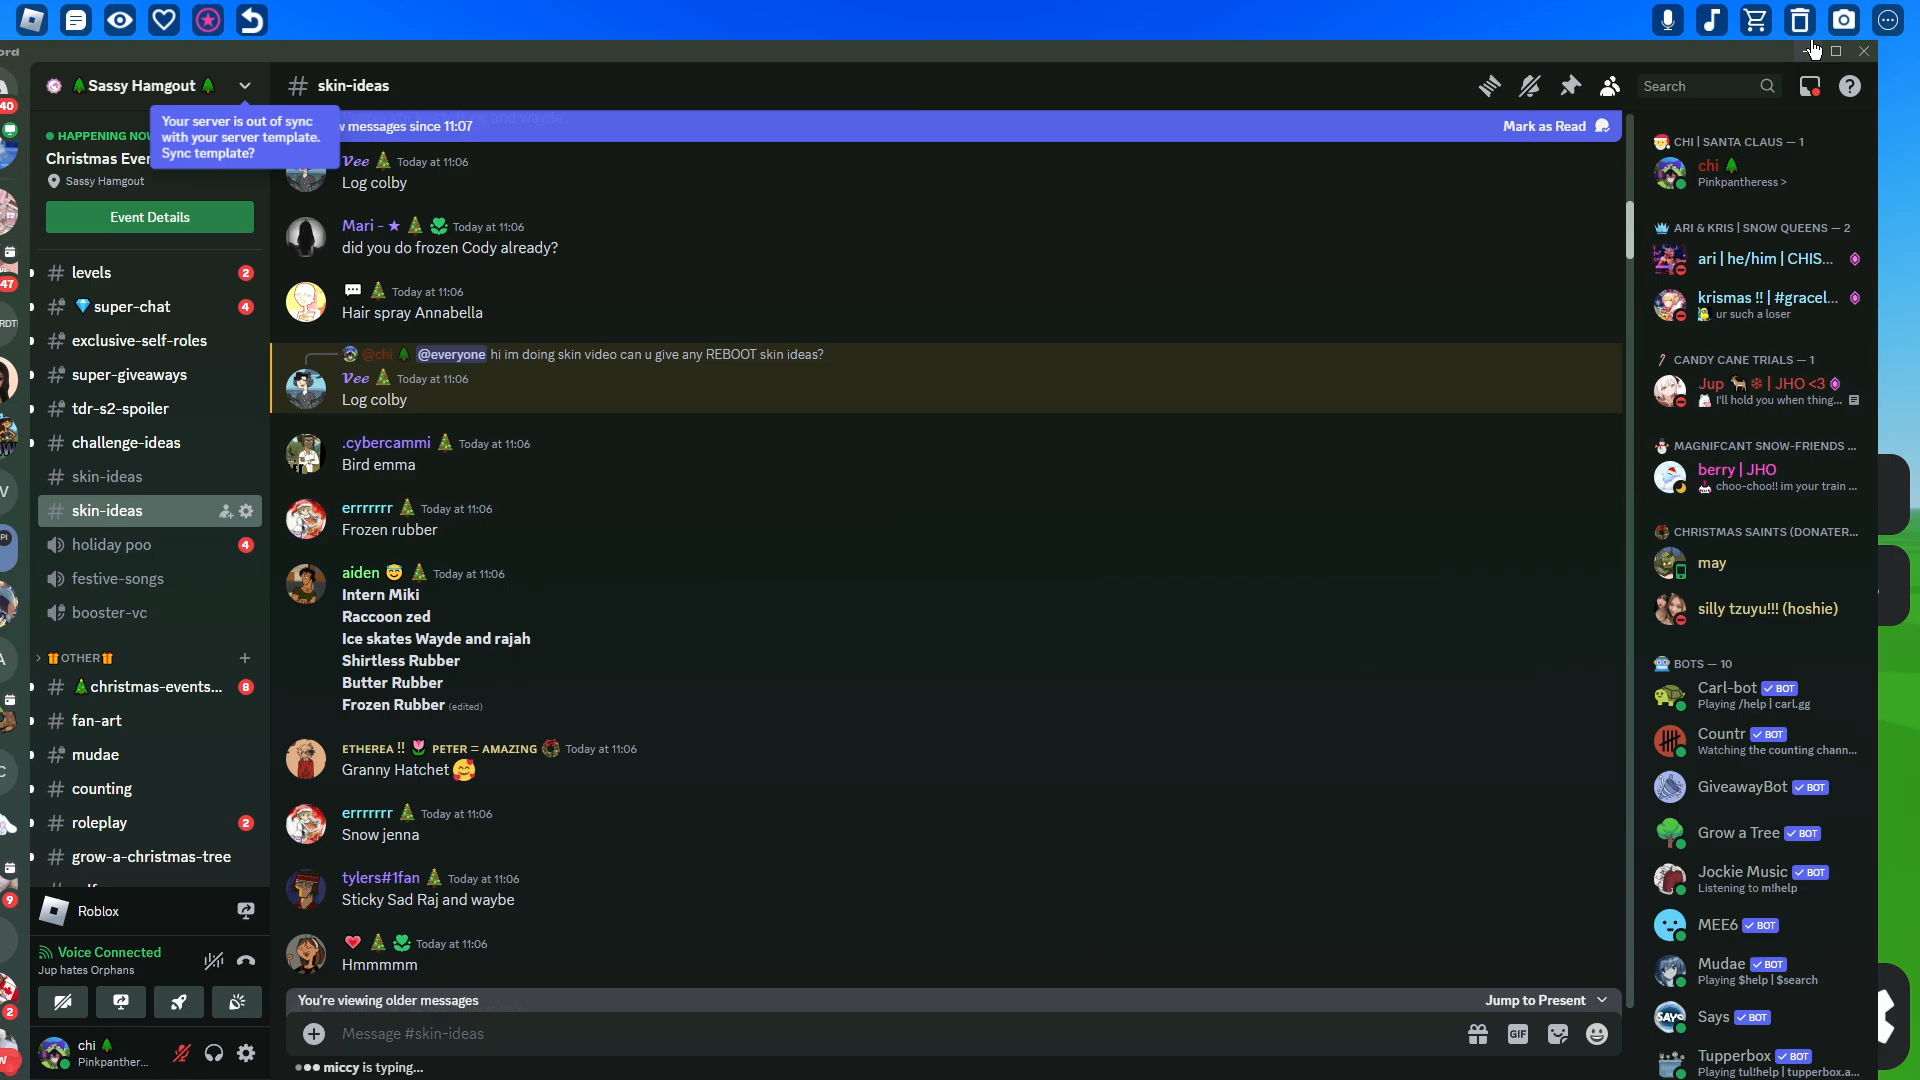 ord
Sassy Hamgout
# skin-ideas
Search
Your server is out of sync
with your server template.
Sync template?
w messages since 11:07
Mark as Read
HAPPENING NOW
Christmas Even
Sassy Hamgout
Event Details
40
47
9
2
# levels 2
# 💎 super-chat 4
# exclusive-self-roles
# super-giveaways
# tdr-s2-spoiler
# challenge-ideas
# skin-ideas
# skin-ideas
holiday poo 4
festive-songs
booster-vc
🎁OTHER🎁
# 🎄christmas-events... 8
# fan-art
# mudae
# counting
# roleplay 2
# grow-a-christmas-tree
Roblox
Voice Connected
Jup hates Orphans
chi 🌲
Pinkpanther...
Vee 🎄 Today at 11:06
Log colby
Mari - ★ 🎄 Today at 11:06
did you do frozen Cody already?
💬 🎄 Today at 11:06
Hair spray Annabella
@chi 🌲 @everyone hi im doing skin video can u give any REBOOT skin ideas?
Vee 🎄 Today at 11:06
Log colby
.cybercammi 🎄 Today at 11:06
Bird emma
errrrrrr 🎄 Today at 11:06
Frozen rubber
aiden 😇 🎄 Today at 11:06
Intern Miki
Raccoon zed
Ice skates Wayde and rajah
Shirtless Rubber
Butter Rubber
Frozen Rubber (edited)
ETHEREA !! 🌷 PETER = AMAZING Today at 11:06
Granny Hatchet 🥰
errrrrrr 🎄 Today at 11:06
Snow jenna
tylers#1fan 🎄 Today at 11:06
Sticky Sad Raj and waybe
❤️ 🎄 Today at 11:06
Hmmmmm
You're viewing older messages
Jump to Present
Message #skin-ideas
GIF
miccy is typing...
🎅 CHI | SANTA CLAUS — 1
chi 🌲
Pinkpantheress >
ARI & KRIS | SNOW QUEENS — 2
ari | he/him | CHIS...
krismas !! | #gracel...
ur such a loser
CANDY CANE TRIALS — 1
Jup 🐐 ❄ | JHO <3
I'll hold you when thing...
MAGNIFCANT SNOW-FRIENDS ...
berry | JHO
choo-choo!! im your train ...
CHRISTMAS SAINTS (DONATER...
may
silly tzuyu!!! (hoshie)
🤖 BOTS — 10
Carl-bot ✓ BOT
Playing /help | carl.gg
Countr ✓ BOT
Watching the counting chann...
GiveawayBot ✓ BOT
Grow a Tree ✓ BOT
Jockie Music ✓ BOT
Listening to m!help
MEE6 ✓ BOT
Mudae ✓ BOT
Playing $help | $search
Says ✓ BOT
Tupperbox ✓ BOT
Playing tul!help | tupperbox.a...